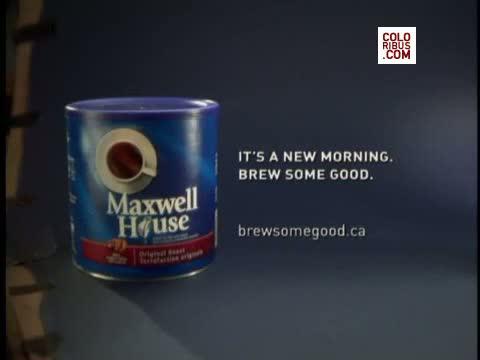 COLO
RIBUS
.COM
IT'S A NEW MORNING.
BREW SOME GOOD.
brewsomegood.ca
Maxwell
House
Original Roast
Torréfaction originale